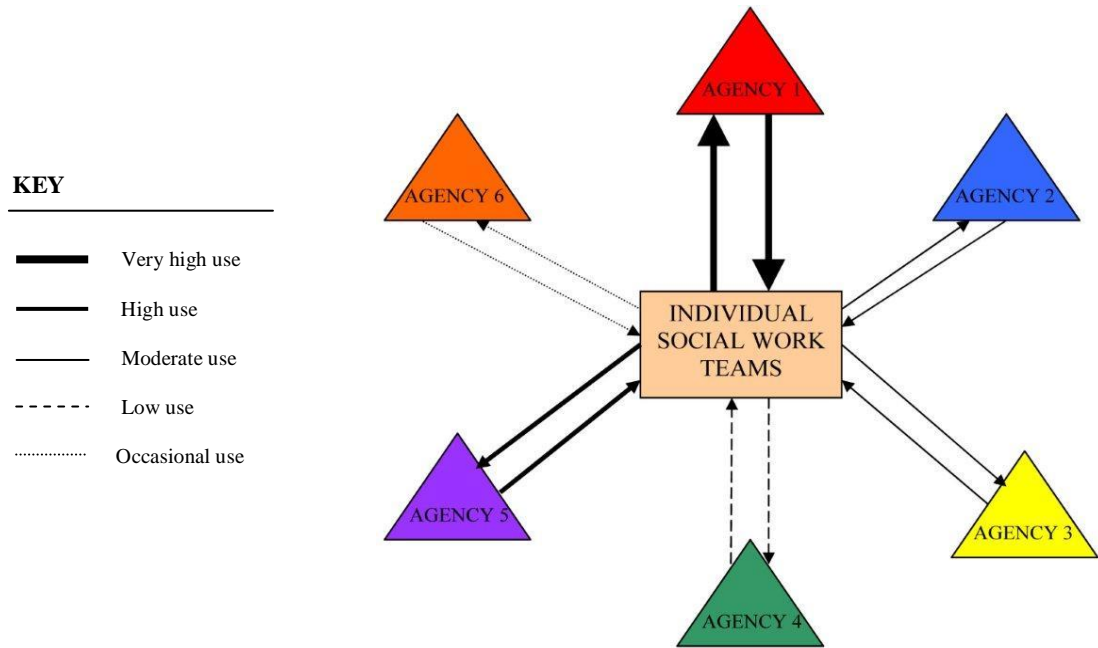 KEY
Very high use
High use
Moderate use
Low use
Occasional use
AGENCY 1
AGENCY 6
AGENCY 2
INDIVIDUAL
SOCIAL WORK
TEAMS
AGENCY 5
AGENCY 3
AGENCY 4